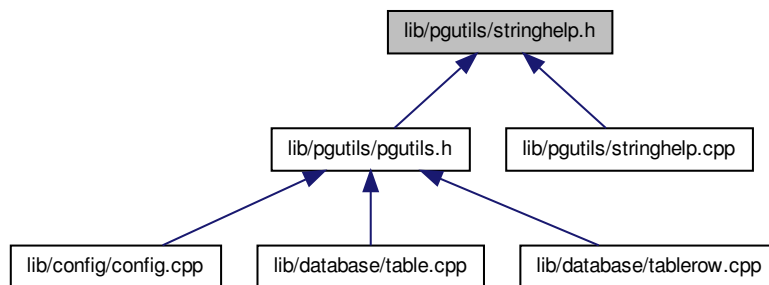 lib/pgutils/stringhelp.h
lib/pgutils/pgutils.h
lib/pgutils/stringhelp.cpp
lib/config/config.cpp
lib/database/table.cpp
lib/database/tablerow.cpp